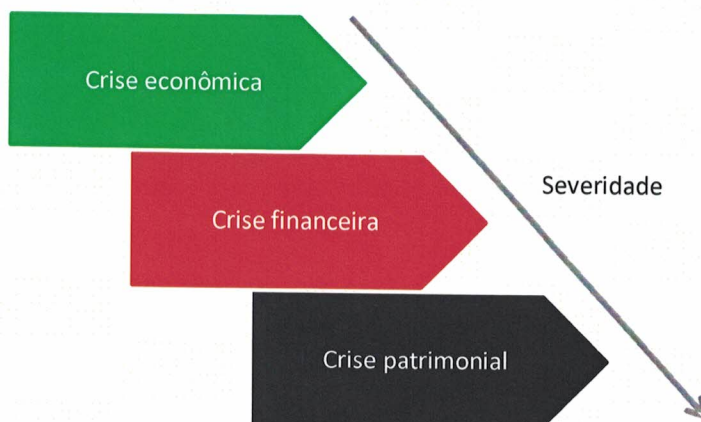 Crise econômica
Severidade
Crise financeira
Crise patrimonial